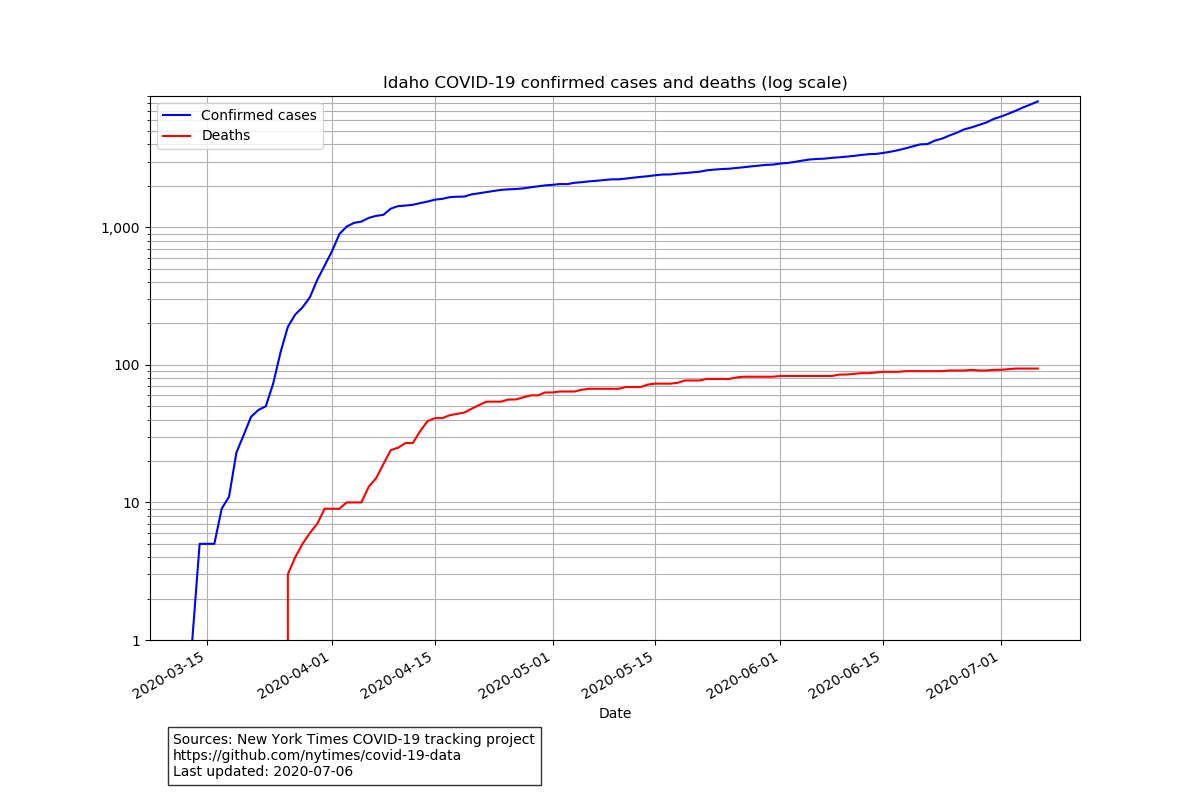 Idaho COVID-19 confirmed cases and deaths (log scale)
Confirmed cases
Deaths
1,000
100
10
1
2020-03-15
2020-04-01
2020-04-15
2020-05-01
2020-05-15
2020-06-01
2020-06-15
2020-07-01
Date
Sources: New York Times COVID-19 tracking project
https://github.com/nytimes/covid-19-data
Last updated: 2020-07-06